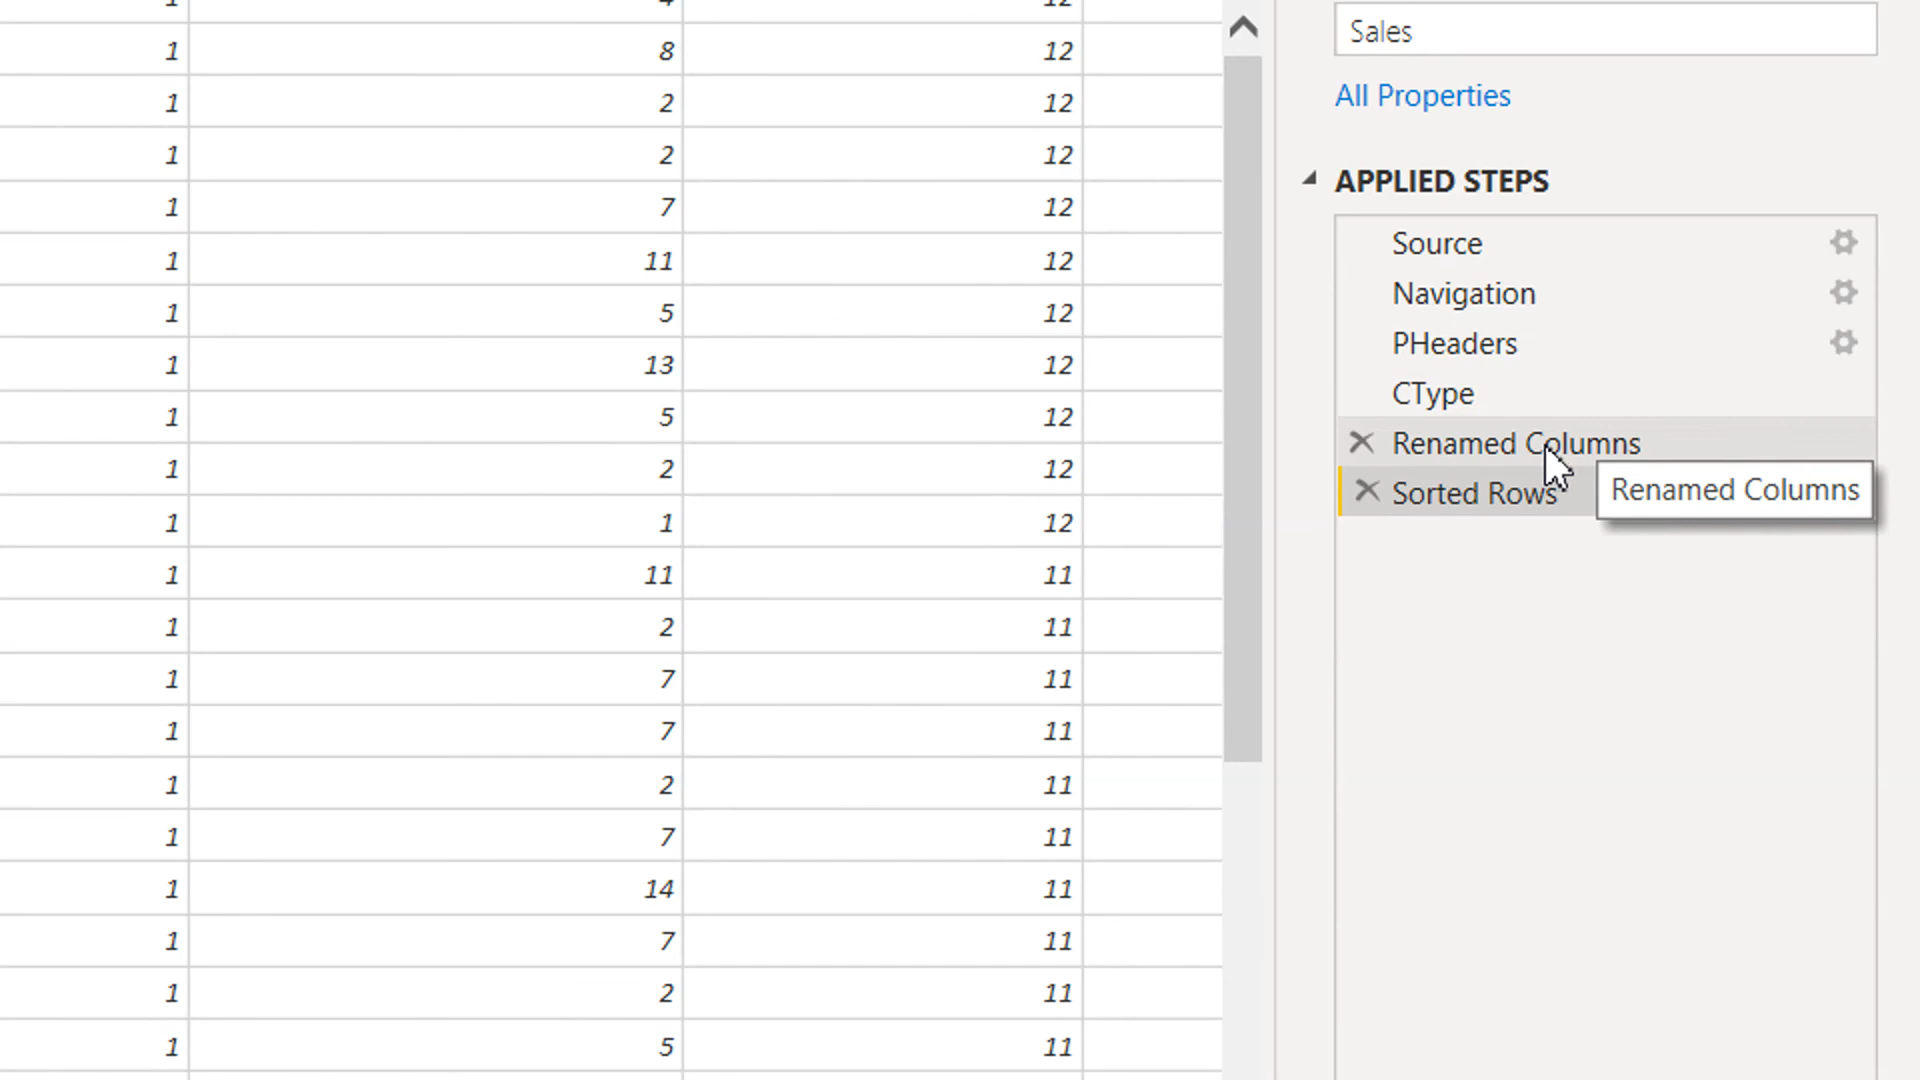 1 4 12
1 8 12
1 2 12
1 2 12
1 7 12
1 11 12
1 5 12
1 13 12
1 5 12
1 2 12
1 1 12
1 11 11
1 2 11
1 7 11
1 7 11
1 2 11
1 7 11
1 14 11
1 7 11
1 2 11
1 5 11
Sales
All Properties
APPLIED STEPS
Source
Navigation
PHeaders
CType
Renamed Columns
Sorted Rows
Renamed Columns